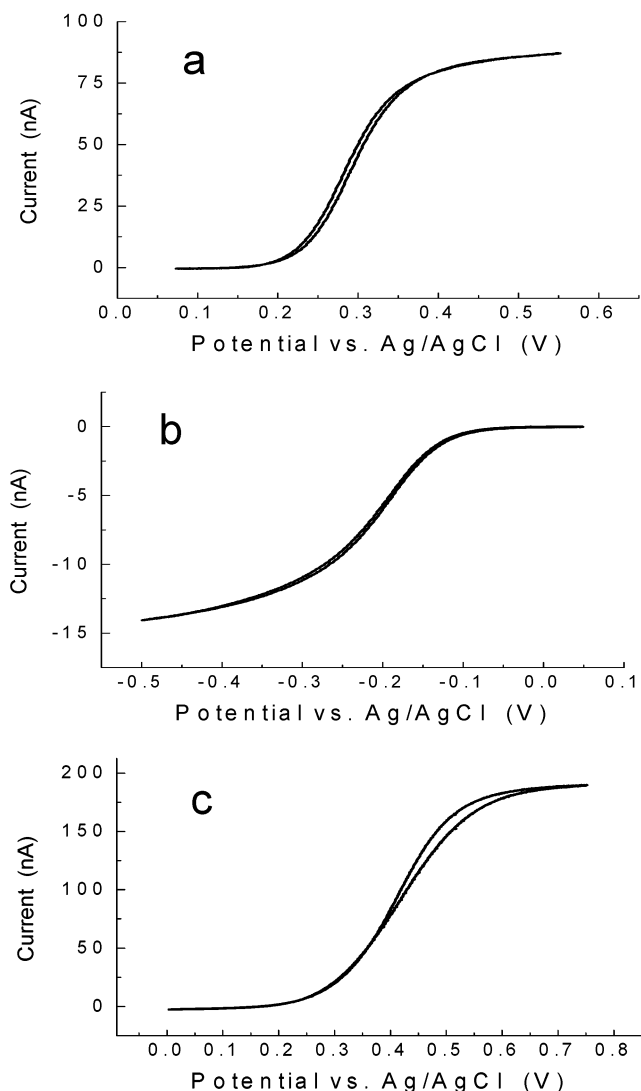 100
a
75
50
25
0
Current (nA)
0.0 0.1 0.2 0.3 0.4 0.5 0.6
Potential vs. Ag/AgCl (V)
b
0
-5
-10
-15
Current (nA)
-0.5 -0.4 -0.3 -0.2 -0.1 0.0 0.1
Potential vs. Ag/AgCl (V)
200
c
150
100
50
0
Current (nA)
0.0 0.1 0.2 0.3 0.4 0.5 0.6 0.7 0.8
Potential vs. Ag/AgCl (V)